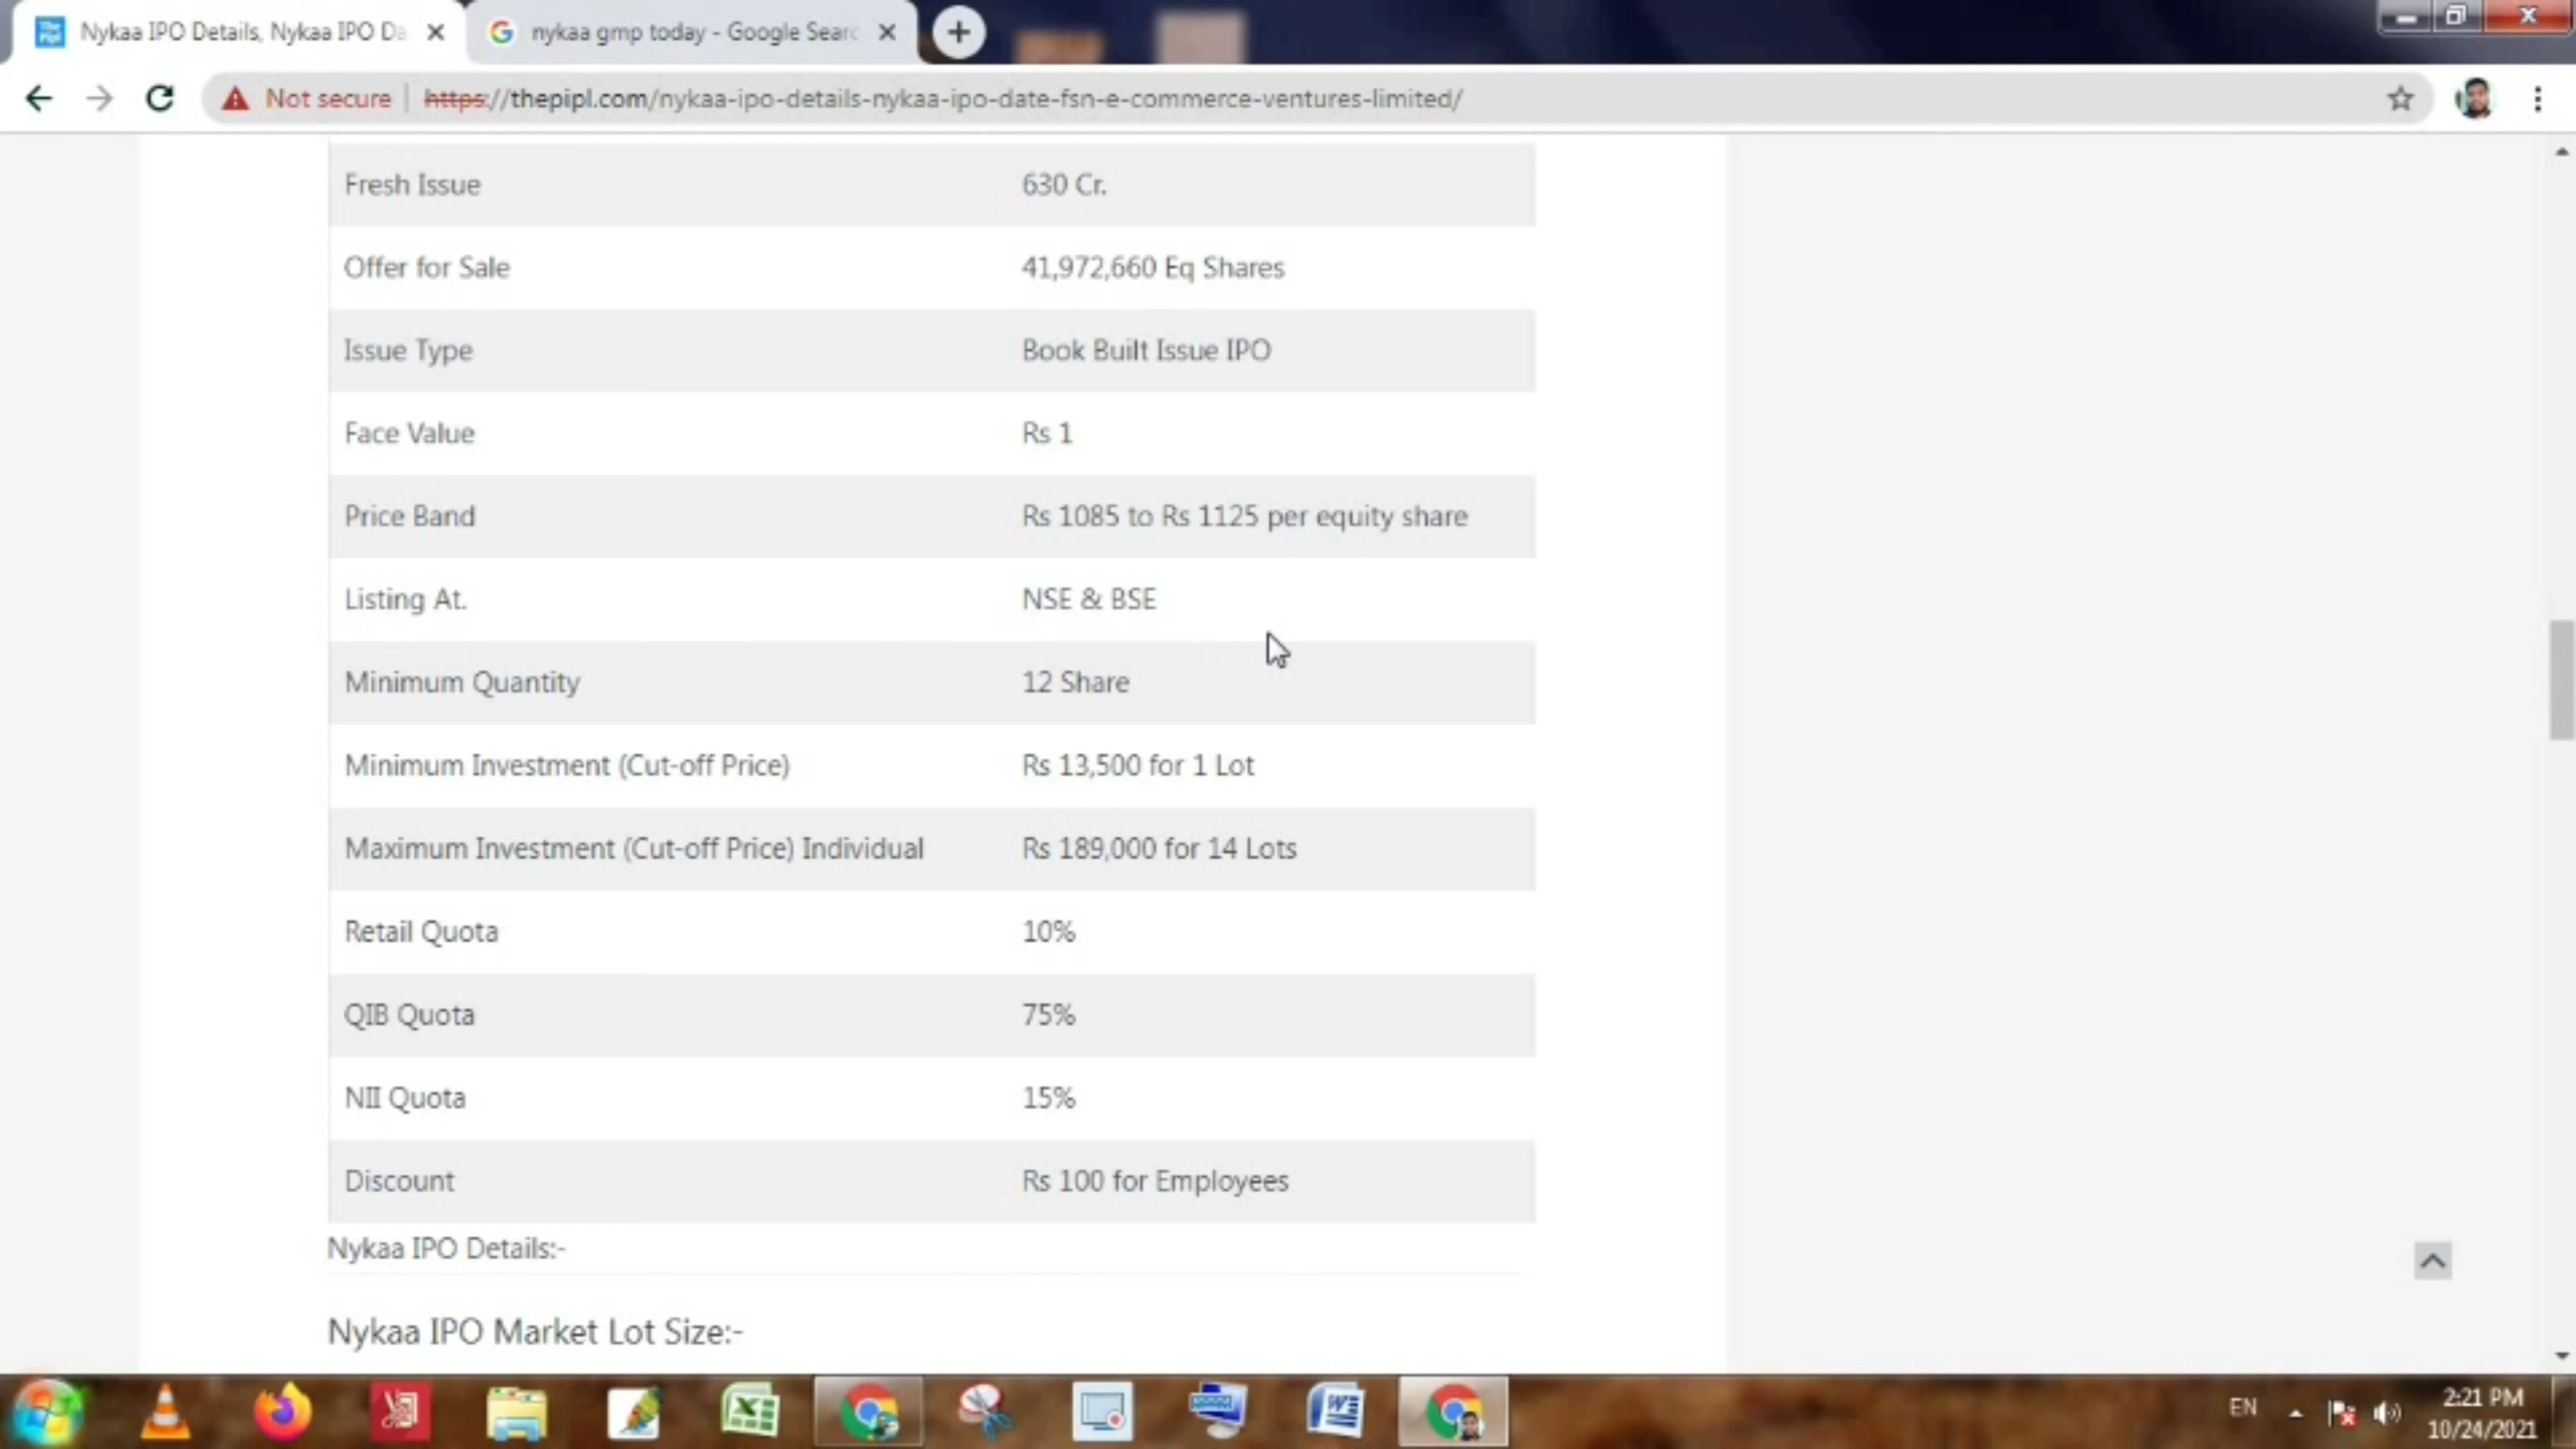 The Pipl
Nykaa IPO Details, Nykaa IPO Da
nykaa gmp today - Google Searc
Not secure | https://thepipl.com/nykaa-ipo-details-nykaa-ipo-date-fsn-e-commerce-ventures-limited/
Fresh Issue 630 Cr.
Offer for Sale 41,972,660 Eq Shares
Issue Type Book Built Issue IPO
Face Value Rs 1
Price Band Rs 1085 to Rs 1125 per equity share
Listing At. NSE & BSE
Minimum Quantity 12 Share
Minimum Investment (Cut-off Price) Rs 13,500 for 1 Lot
Maximum Investment (Cut-off Price) Individual Rs 189,000 for 14 Lots
Retail Quota 10%
QIB Quota 75%
NII Quota 15%
Discount Rs 100 for Employees
Nykaa IPO Details:-
Nykaa IPO Market Lot Size:-
EN
2:21 PM
10/24/2021